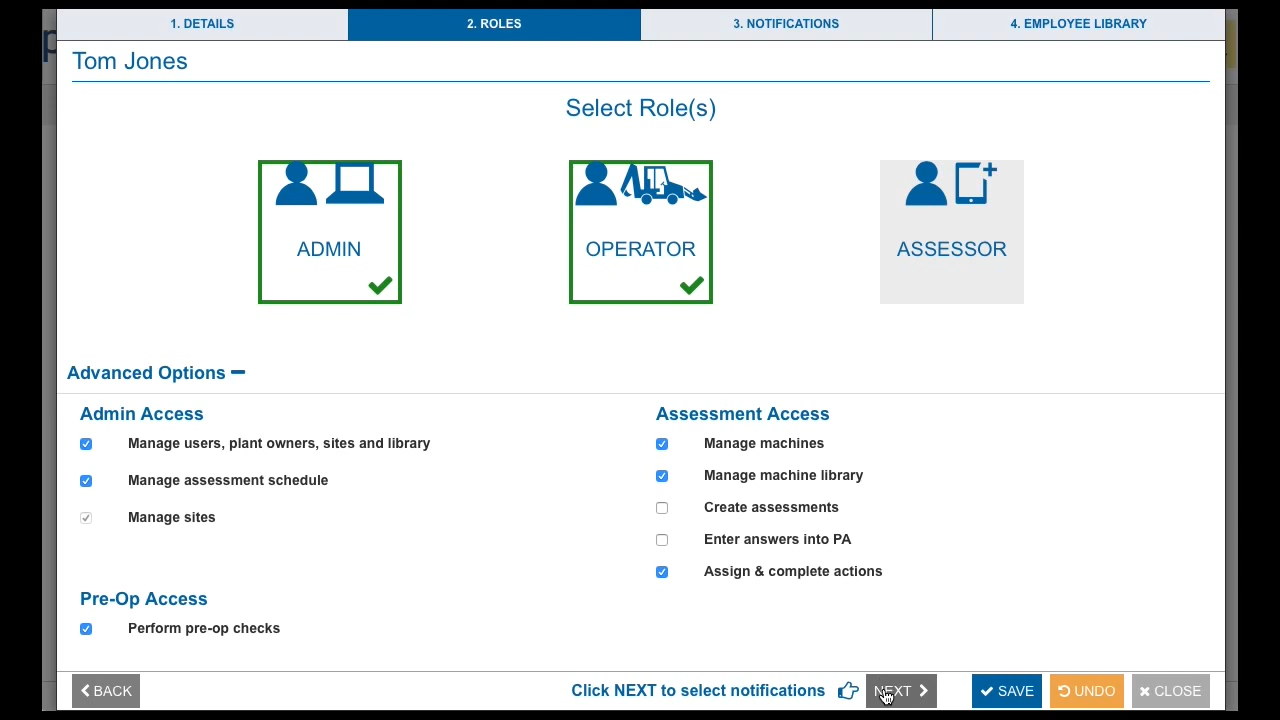 1. DETAILS
2. ROLES
3. NOTIFICATIONS
4. EMPLOYEE LIBRARY
Tom Jones
Select Role(s)
ADMIN
OPERATOR
ASSESSOR
Advanced Options
Admin Access
Manage users, plant owners, sites and library
Manage assessment schedule
Manage sites
Pre-Op Access
Perform pre-op checks
Assessment Access
Manage machines
Manage machine library
Create assessments
Enter answers into PA
Assign & complete actions
BACK
Click NEXT to select notifications
NEXT
SAVE
UNDO
CLOSE